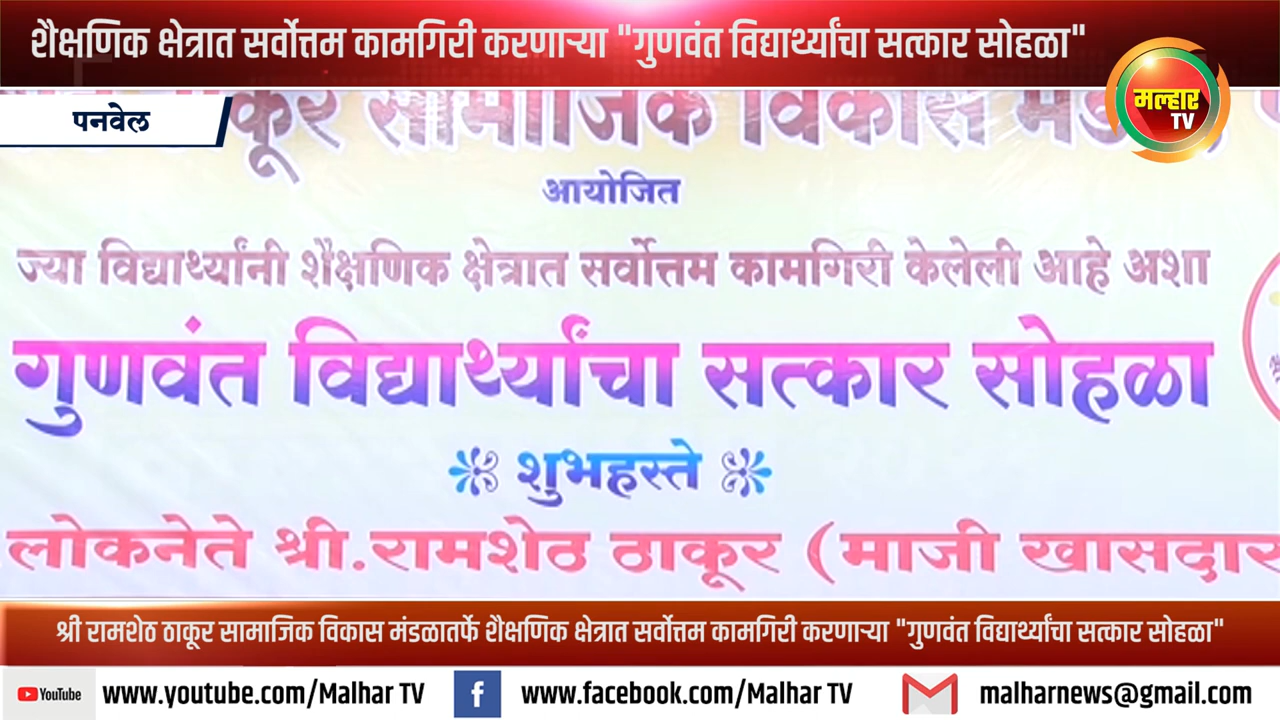 शैक्षणिक क्षेत्रात सर्वोत्तम कामगिरी करणाऱ्या "गुणवंत विद्यार्थ्यांचा सत्कार सोहळा"
मल्हार
TV
पनवेल
सामाजिक विकास
आयोजित
ज्या विद्यार्थ्यांनी शैक्षणिक क्षेत्रात सर्वोत्तम कामगिरी केलेली आहे अशा
गुणवंत विद्यार्थ्यांचा सत्कार सोहळा
शुभहस्ते
लोकनेते श्री.रामशेठ ठाकूर (माजी खासदार
श्री रामशेठ ठाकूर सामाजिक विकास मंडळातर्फे शैक्षणिक क्षेत्रात सर्वोत्तम कामगिरी करणाऱ्या "गुणवंत विद्यार्थ्यांचा सत्कार सोहळा"
YouTube www.youtube.com/Malhar TV f www.facebook.com/Malhar TV malharnews@gmail.com